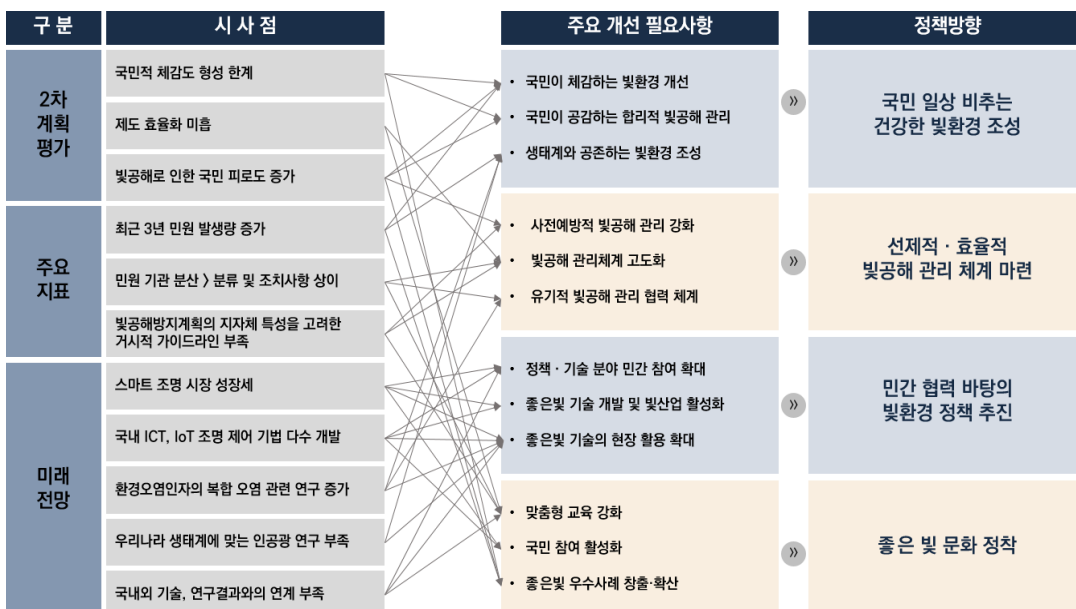 구 분
시 사 점
주요 개선 필요사항
정책방향
2차
계획
평가
국민적 체감도 형성 한계
제도 효율화 미흡
빛공해로 인한 국민 피로도 증가
주요
지표
최근 3년 민원 발생량 증가
민원 기관 분산 〉 분류 및 조치사항 상이
빛공해방지계획의 지자체 특성을 고려한
거시적 가이드라인 부족
미래
전망
스마트 조명 시장 성장세
국내 ICT, IoT 조명 제어 기법 다수 개발
환경오염인자의 복합 오염 관련 연구 증가
우리나라 생태계에 맞는 인공광 연구 부족
국내외 기술, 연구결과와의 연계 부족
• 국민이 체감하는 빛환경 개선
• 국민이 공감하는 합리적 빛공해 관리
• 생태계와 공존하는 빛환경 조성
»
국민 일상 비추는
건강한 빛환경 조성
• 사전예방적 빛공해 관리 강화
• 빛공해 관리체계 고도화
• 유기적 빛공해 관리 협력 체계
»
선제적 · 효율적
빛공해 관리 체계 마련
• 정책 · 기술 분야 민간 참여 확대
• 좋은빛 기술 개발 및 빛산업 활성화
• 좋은빛 기술의 현장 활용 확대
»
민간 협력 바탕의
빛환경 정책 추진
• 맞춤형 교육 강화
• 국민 참여 활성화
• 좋은빛 우수사례 창출·확산
»
좋은 빛 문화 정착